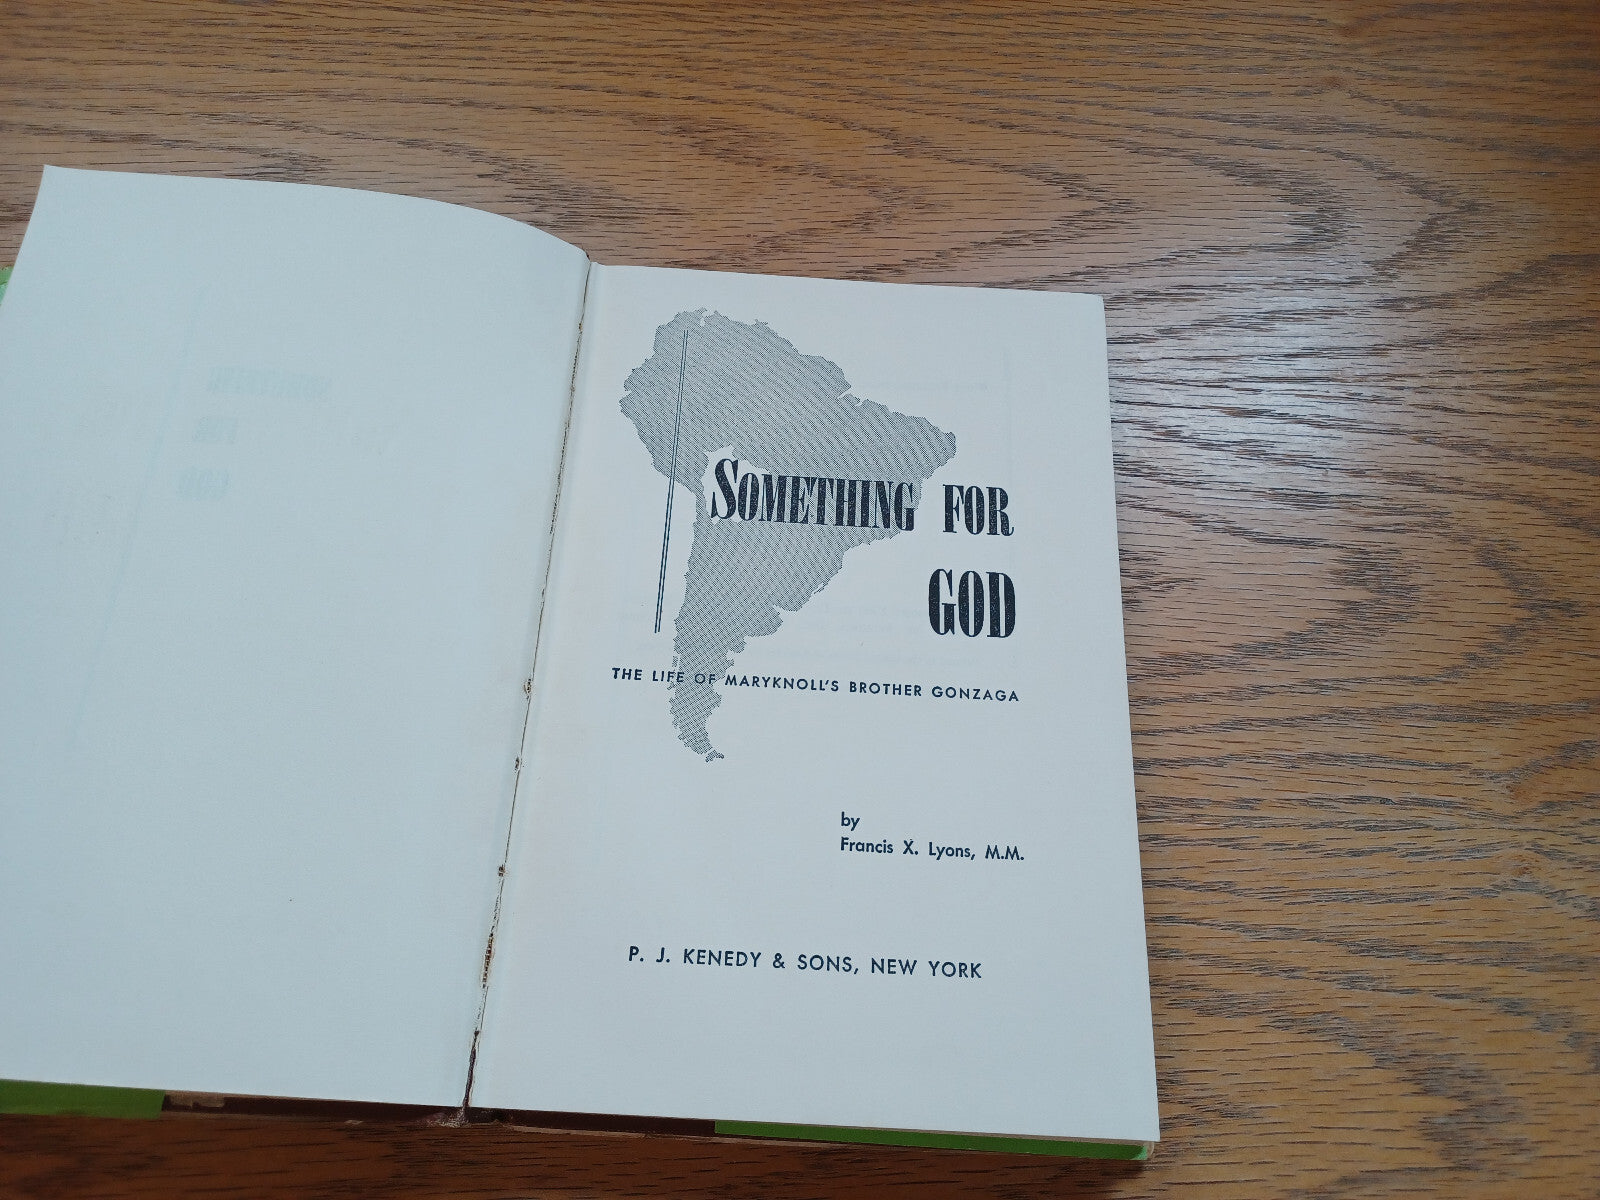 SOMETHING FOR
GOD
THE LIFE OF MARYKNOLL'S BROTHER GONZAGA
by
Francis X. Lyons, M.M.
P. J. KENEDY & SONS, NEW YORK